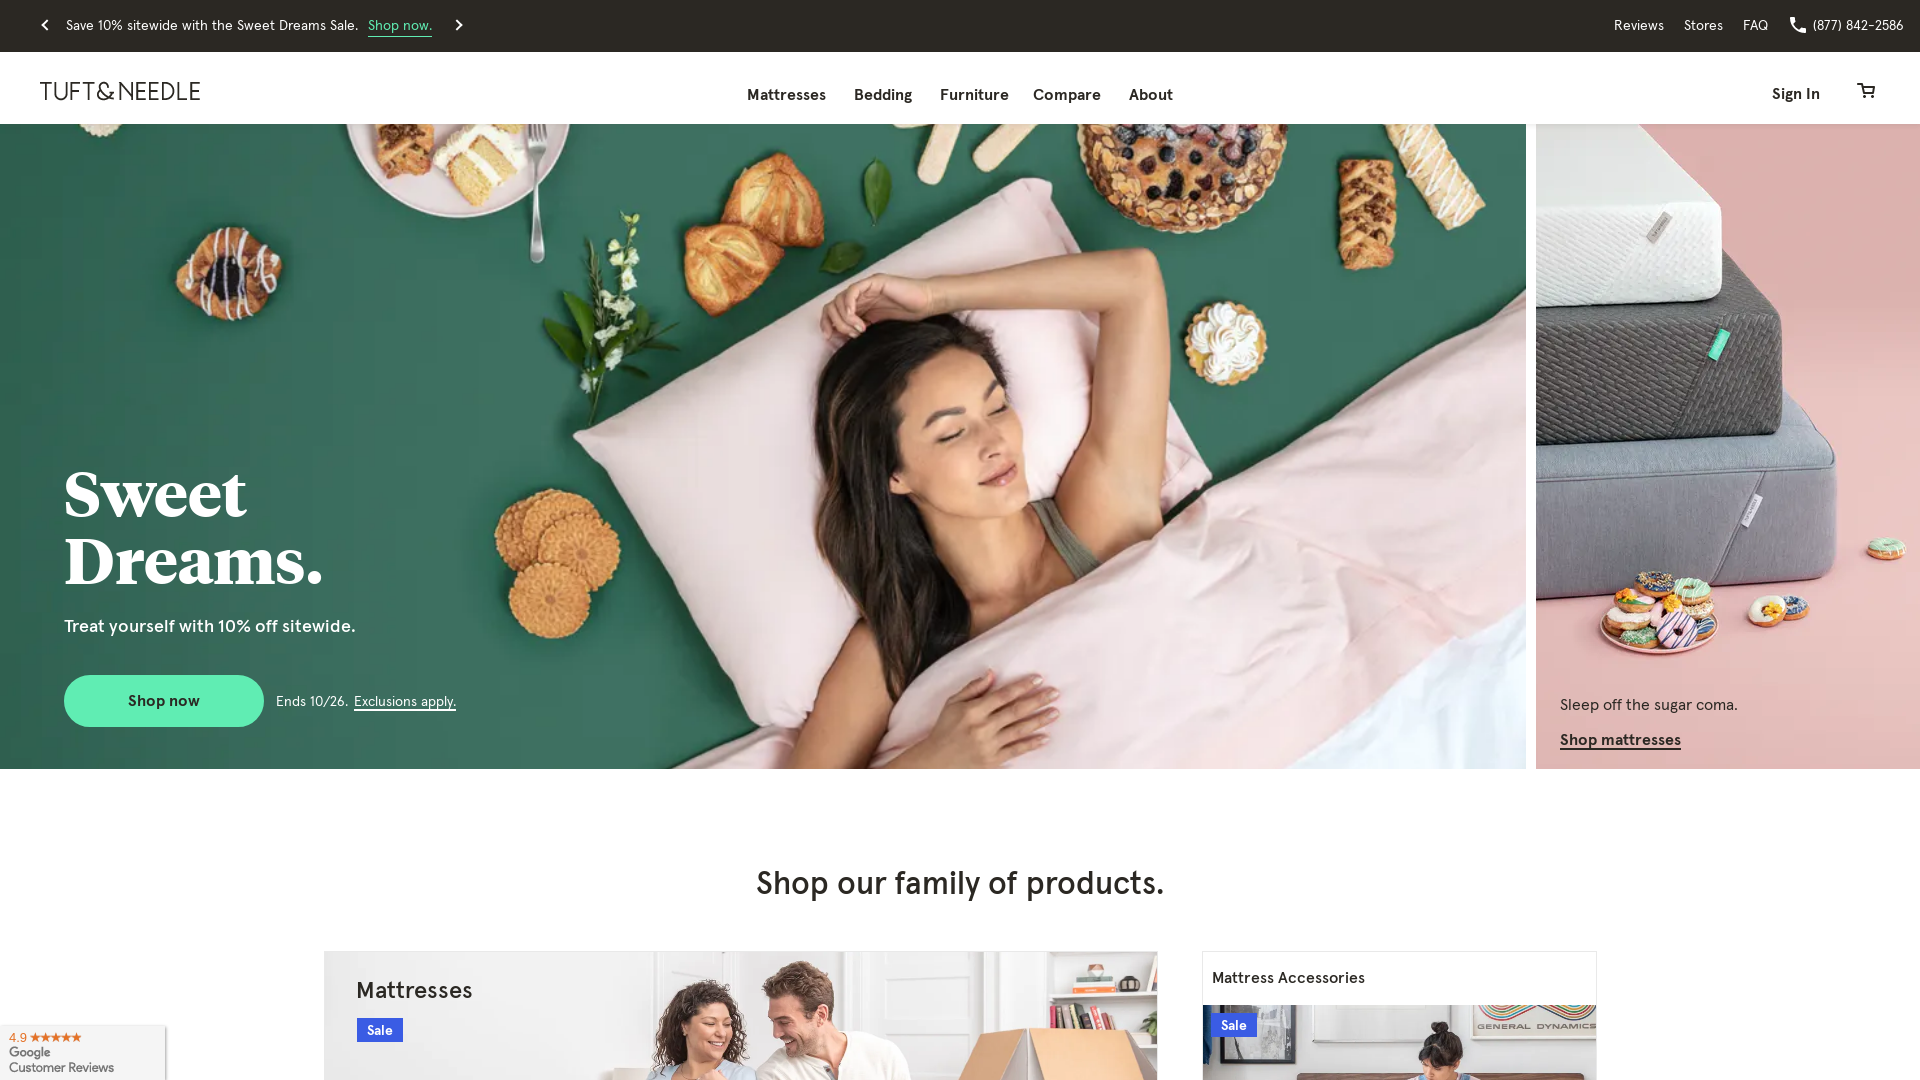 Save 10% sitewide with the Sweet Dreams Sale. Shop now.
Reviews Stores FAQ (877) 842-2586
TUFT&NEEDLE
Mattresses Bedding Furniture Compare About
Sign In
Sweet
Dreams.
Treat yourself with 10% off sitewide.
Shop now
Ends 10/26. Exclusions apply.
Sleep off the sugar coma.
Shop mattresses
Shop our family of products.
Mattresses
Sale
Mattress Accessories
Sale
GENERAL DYNAMICS
4.9
Google
Customer Reviews